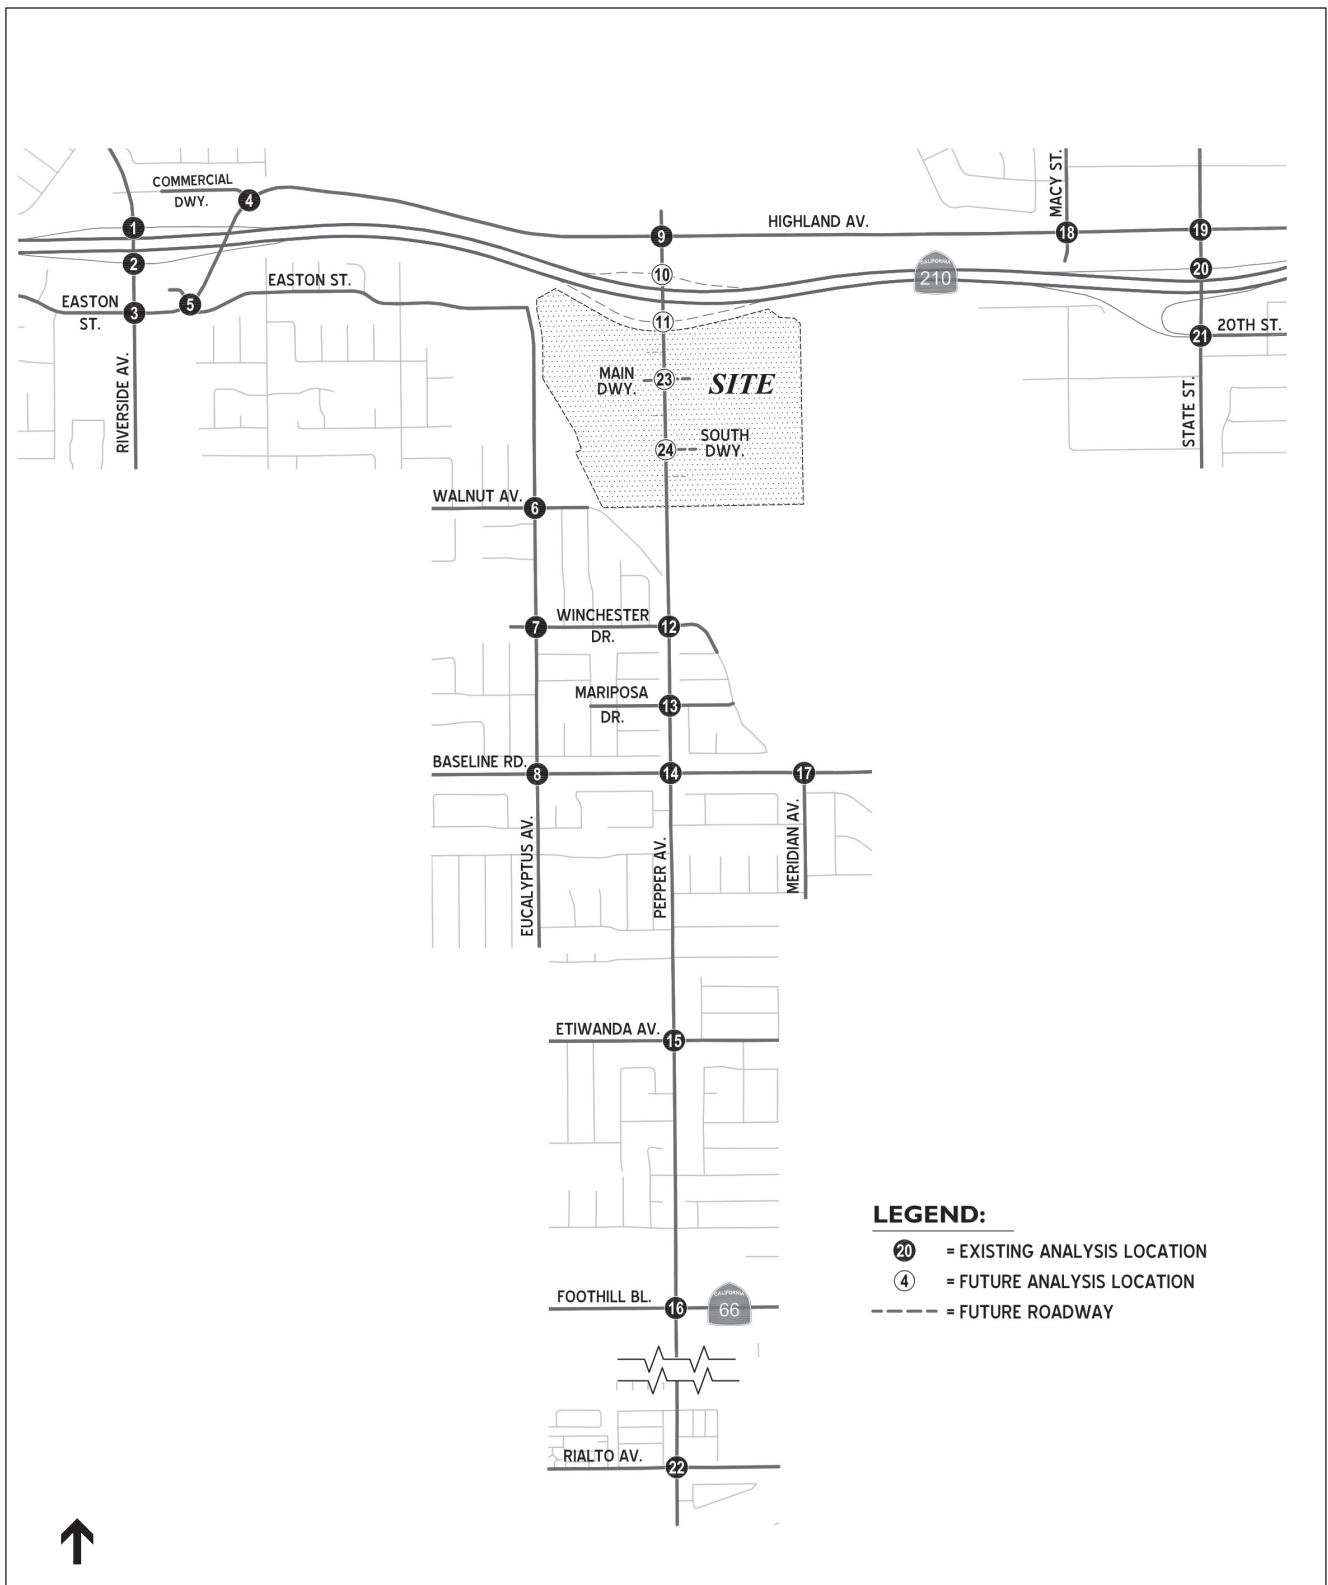 MACY ST.
COMMERCIAL
DWY.
4
1
HIGHLAND AV.
9
18
19
2
10
CALIFORNIA
210
20
EASTON ST.
EASTON
ST.
3
5
11
20TH ST.
21
RIVERSIDE AV.
MAIN
DWY.
23
SITE
STATE ST.
SOUTH
DWY.
24
WALNUT AV.
6
WINCHESTER
DR.
7
12
MARIPOSA
DR.
13
BASELINE RD.
8
14
17
EUCALYPTUS AV.
PEPPER AV.
MERIDIAN AV.
ETIWANDA AV.
15
LEGEND:
20 = EXISTING ANALYSIS LOCATION
4 = FUTURE ANALYSIS LOCATION
= FUTURE ROADWAY
FOOTHILL BL.
16
CALIFORNIA
66
RIALTO AV.
22